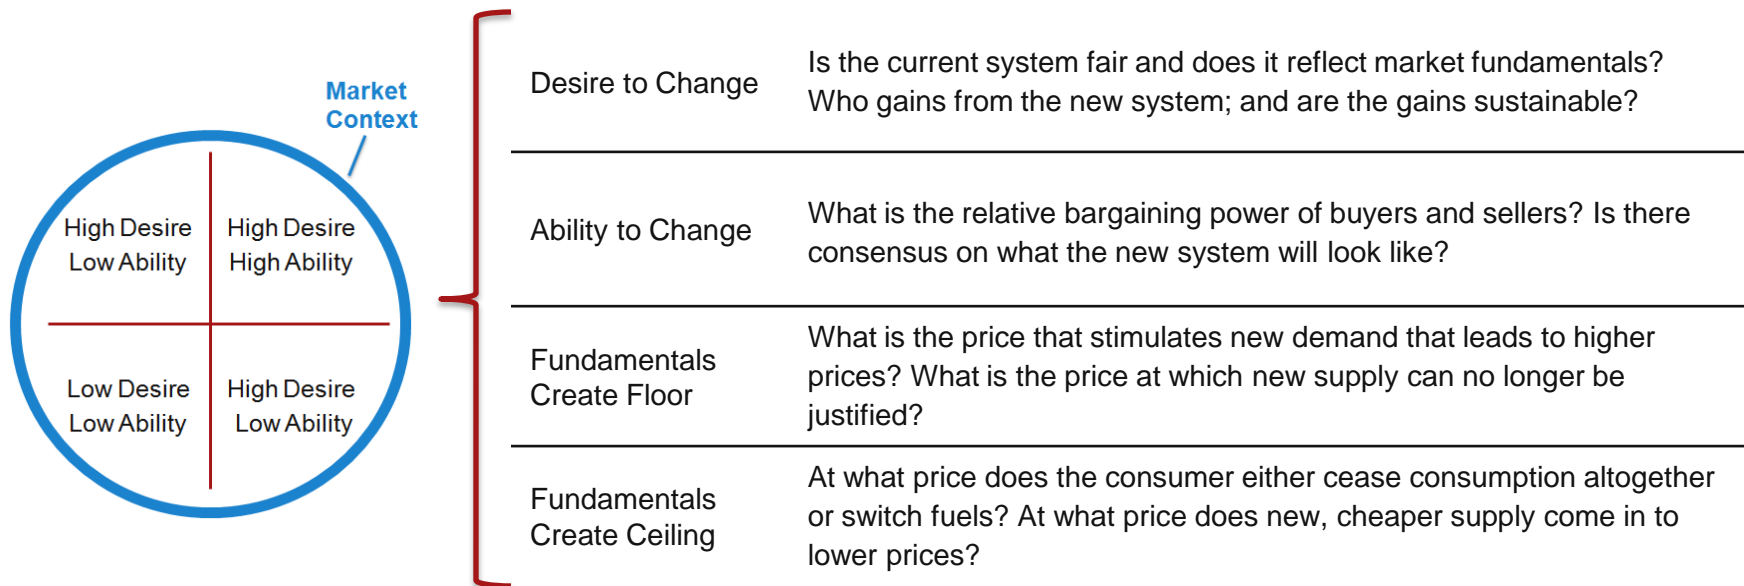 Market
Context
High Desire
Low Ability
High Desire
High Ability
Low Desire
Low Ability
High Desire
Low Ability
Desire to Change
Is the current system fair and does it reflect market fundamentals?
Who gains from the new system; and are the gains sustainable?
Ability to Change
What is the relative bargaining power of buyers and sellers? Is there
consensus on what the new system will look like?
Fundamentals
Create Floor
What is the price that stimulates new demand that leads to higher
prices? What is the price at which new supply can no longer be
justified?
Fundamentals
Create Ceiling
At what price does the consumer either cease consumption altogether
or switch fuels? At what price does new, cheaper supply come in to
lower prices?